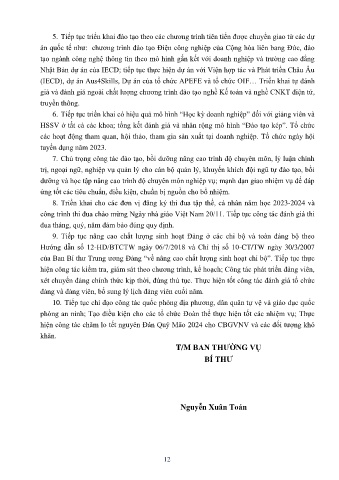 5. Tiếp tục triển khai đào tạo theo các chương trình tiên tiến được chuyển giao từ các dự
án quốc tế như: chương trình đào tạo Điện công nghiệp của Cộng hòa liên bang Đức, đào
tạo ngành công nghệ thông tin theo mô hình gắn kết với doanh nghiệp và trường cao đẳng
Nhật Bản dự án của IECD; tiếp tục thực hiện dự án với Viện hợp tác và Phát triển Châu Âu
(IECD), dự án Aus4Skills, Dự án của tổ chức APEFE và tổ chức OIF… Triển khai tự đánh
giá và đánh giá ngoài chất lượng chương trình đào tạo nghề Kế toán và nghề CNKT điện tử,
truyền thông.
6. Tiếp tục triển khai có hiệu quả mô hình “Học kỳ doanh nghiệp” đối với giảng viên và
HSSV ở tất cả các khoa; tổng kết đánh giá và nhân rộng mô hình “Đào tạo kép”. Tổ chức
các hoạt động tham quan, hội thảo, tham gia sản xuất tại doanh nghiệp. Tổ chức ngày hội
tuyển dụng năm 2023.
7. Chú trọng công tác đào, bồi dưỡng nâng cao trình độ chuyên môn, lý luận chính
trị, ngoại ngữ, nghiệp vụ quản lý cho cán bộ quản lý, khuyến khích đội ngũ tự đào tạo, bồi
dưỡng và học tập nâng cao trình độ chuyên môn nghiệp vụ; mạnh dạn giao nhiệm vụ để đáp
ứng tốt các tiêu chuẩn, điều kiện, chuẩn bị nguồn cho bổ nhiệm.
8. Triển khai cho các đơn vị đăng ký thi đua tập thể, cá nhân năm học 2023-2024 và
công trình thi đua chào mừng Ngày nhà giáo Việt Nam 20/11. Tiếp tục công tác đánh giá thi
đua tháng, quý, năm đảm bảo đúng quy định.
9. Tiếp tục nâng cao chất lượng sinh hoạt Đảng ở các chi bộ và toàn đảng bộ theo
Hướng dẫn số 12-HD/BTCTW ngày 06/7/2018 và Chỉ thị số 10-CT/TW ngày 30/3/2007
của Ban Bí thư Trung ương Đảng “về nâng cao chất lượng sinh hoạt chi bộ”. Tiếp tục thực
hiện công tác kiểm tra, giám sát theo chương trình, kế hoạch; Công tác phát triển đảng viên,
xét chuyển đảng chính thức kịp thời, đúng thủ tục. Thực hiện tốt công tác đánh giá tổ chức
đảng và đảng viên, bổ sung lý lịch đảng viên cuối năm.
10. Tiếp tục chỉ đạo công tác quốc phòng địa phương, dân quân tự vệ và giáo dục quốc
phòng an ninh; Tạo điều kiện cho các tổ chức Đoàn thể thực hiện tốt các nhiệm vụ; Thực
hiện công tác chăm lo tết nguyên Đán Quý Mão 2024 cho CBGVNV và các đối tượng khó
khăn.
T/M BAN THƯỜNG VỤ
BÍ THƯ
Nguyễn Xuân Toản
12